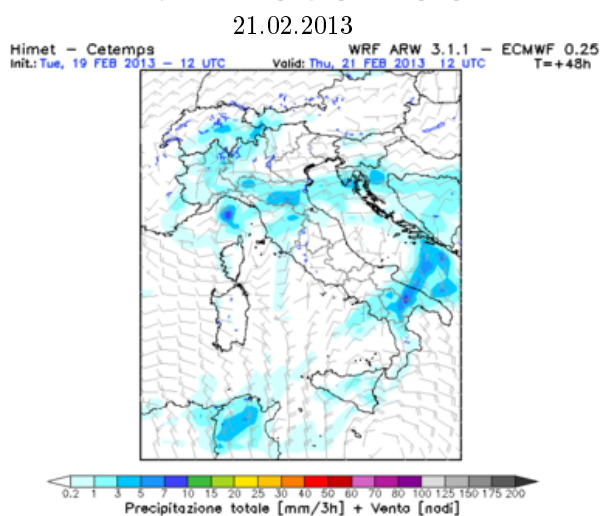 21.02.2013
Himet – Cetemps WRF ARW 3.1.1 – ECMWF 0.25
Init.: Tue, 19 FEB 2013 – 12 UTC Valid: Thu, 21 FEB 2013 12 UTC T=+48h
0.2 1 3 5 7 10 15 20 25 30 40 50 60 70 80 100 125 150 175 200
Precipitazione totale [mm/3h] + Vento [nodi]